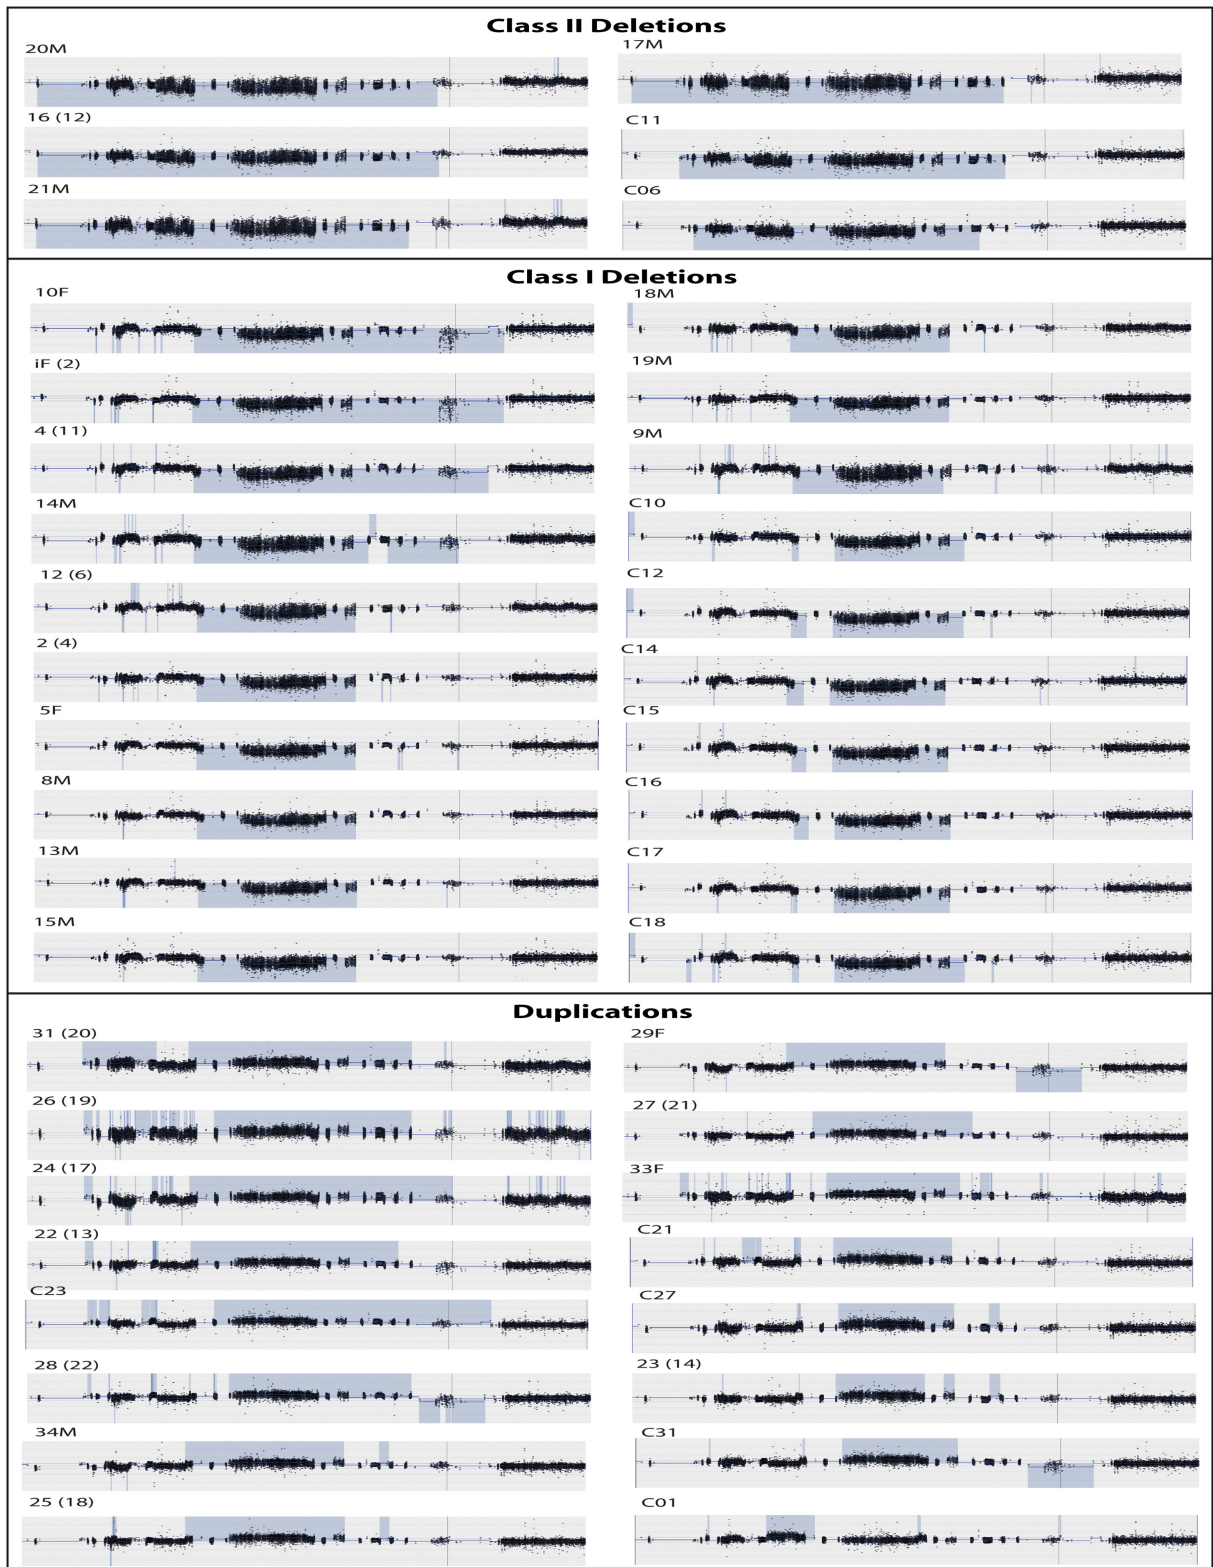 Class II Deletions
20M
17M
16 (12)
C11
21M
C06
Class I Deletions
10F
18M
iF (2)
19M
4 (11)
9M
14M
C10
12 (6)
C12
2 (4)
C14
5F
C15
8M
C16
13M
C17
15M
C18
Duplications
31 (20)
29F
26 (19)
27 (21)
24 (17)
33F
22 (13)
C21
C23
C27
28 (22)
23 (14)
34M
C31
25 (18)
C01